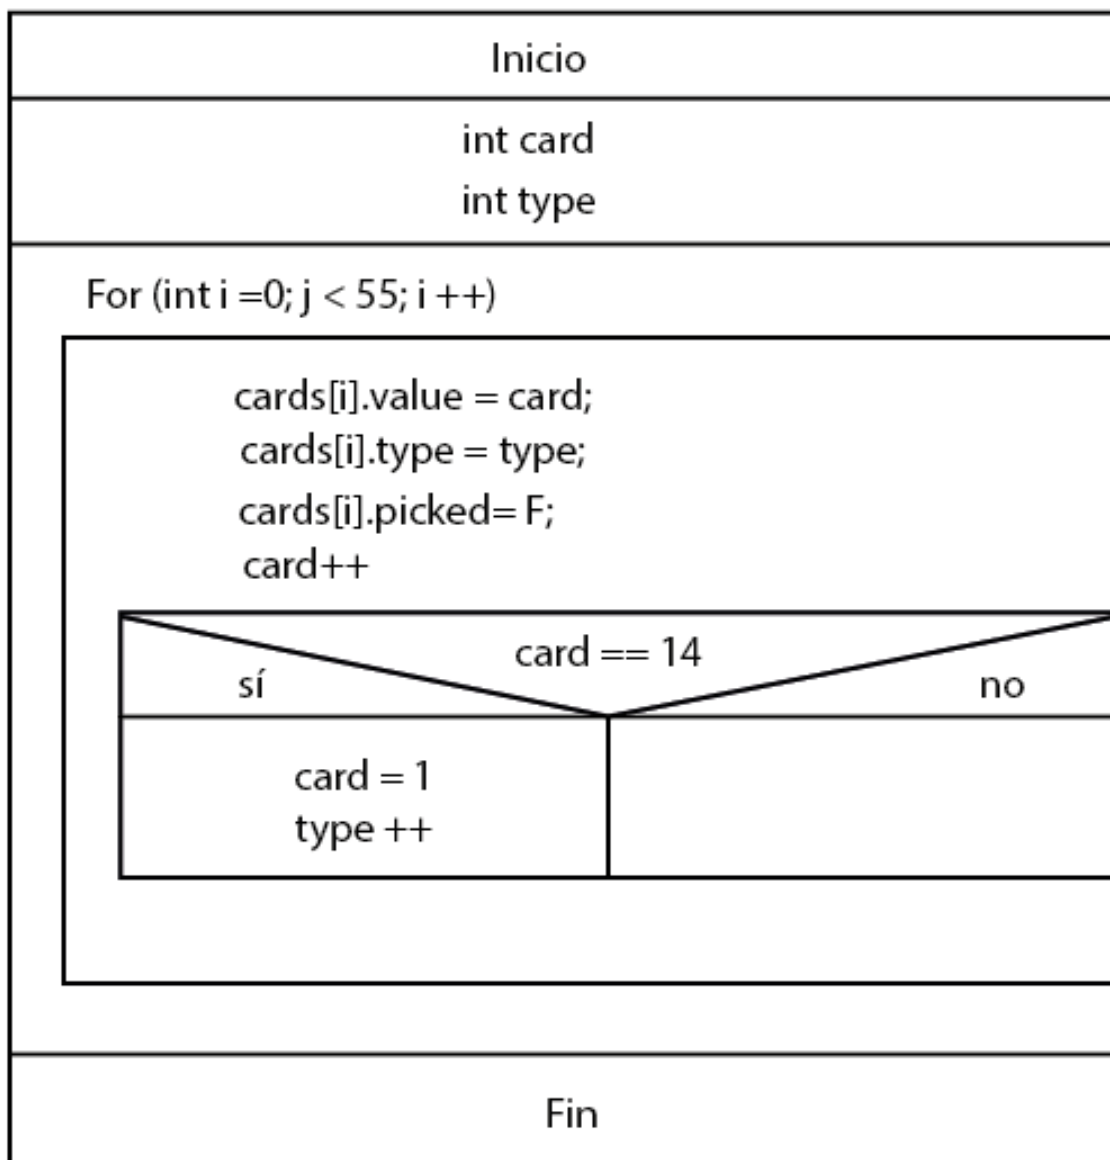 Inicio
int card
int type
For (int i =0; j < 55; i ++)
cards[i].value = card;
cards[i].type = type;
cards[i].picked= F;
card++
card == 14
sí
no
card = 1
type ++
Fin